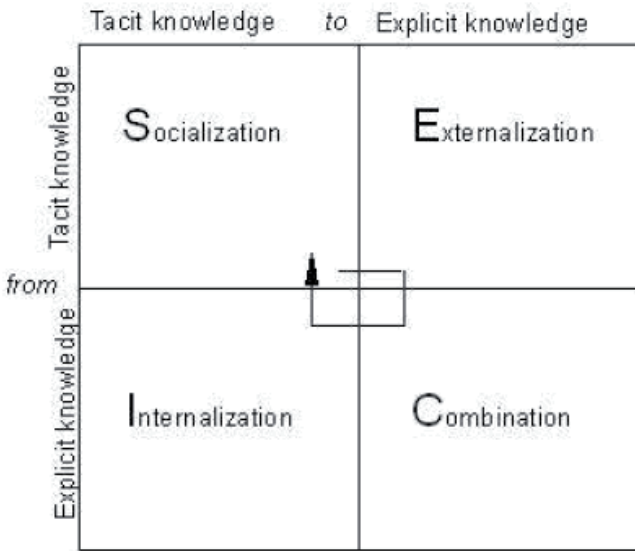 Tacit knowledge to Explicit knowledge
Tacit knowledge
Socialization
Externalization
from
Explicit knowledge
Internalization
Combination